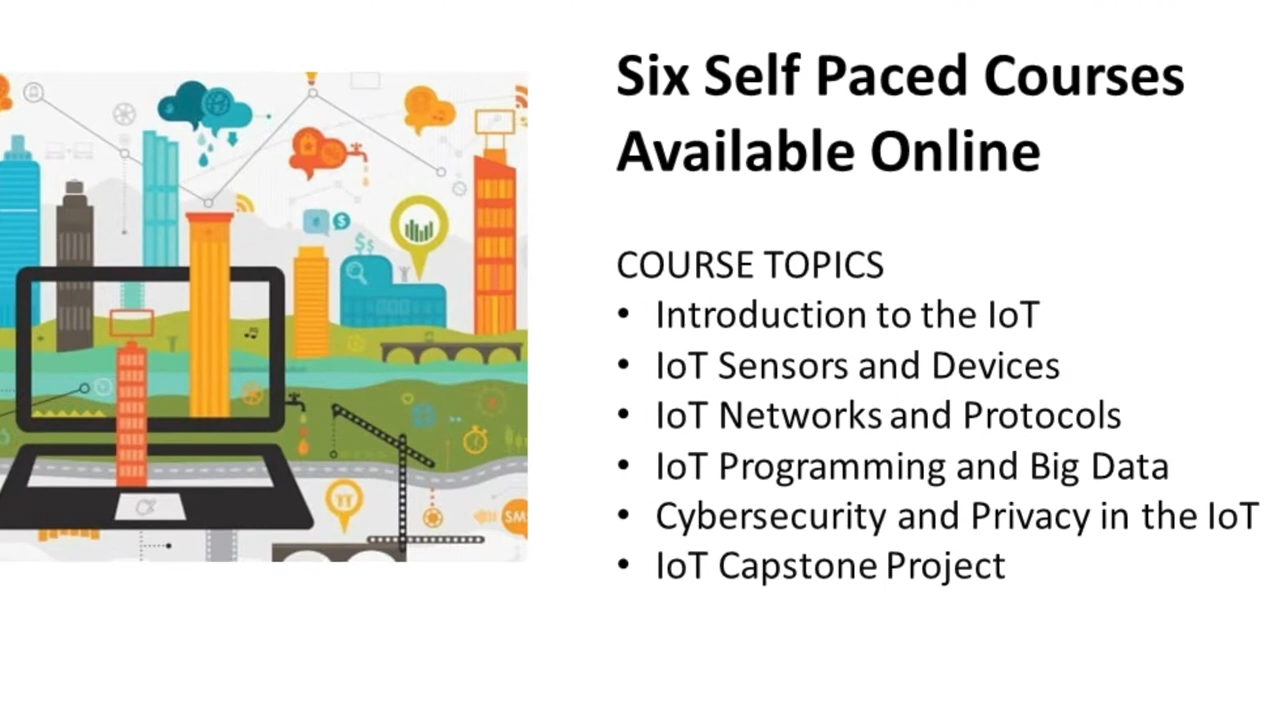 Six Self Paced Courses
Available Online
COURSE TOPICS
• Introduction to the IoT
• IoT Sensors and Devices
• IoT Networks and Protocols
• IoT Programming and Big Data
• Cybersecurity and Privacy in the IoT
• IoT Capstone Project
$
$$
SMS